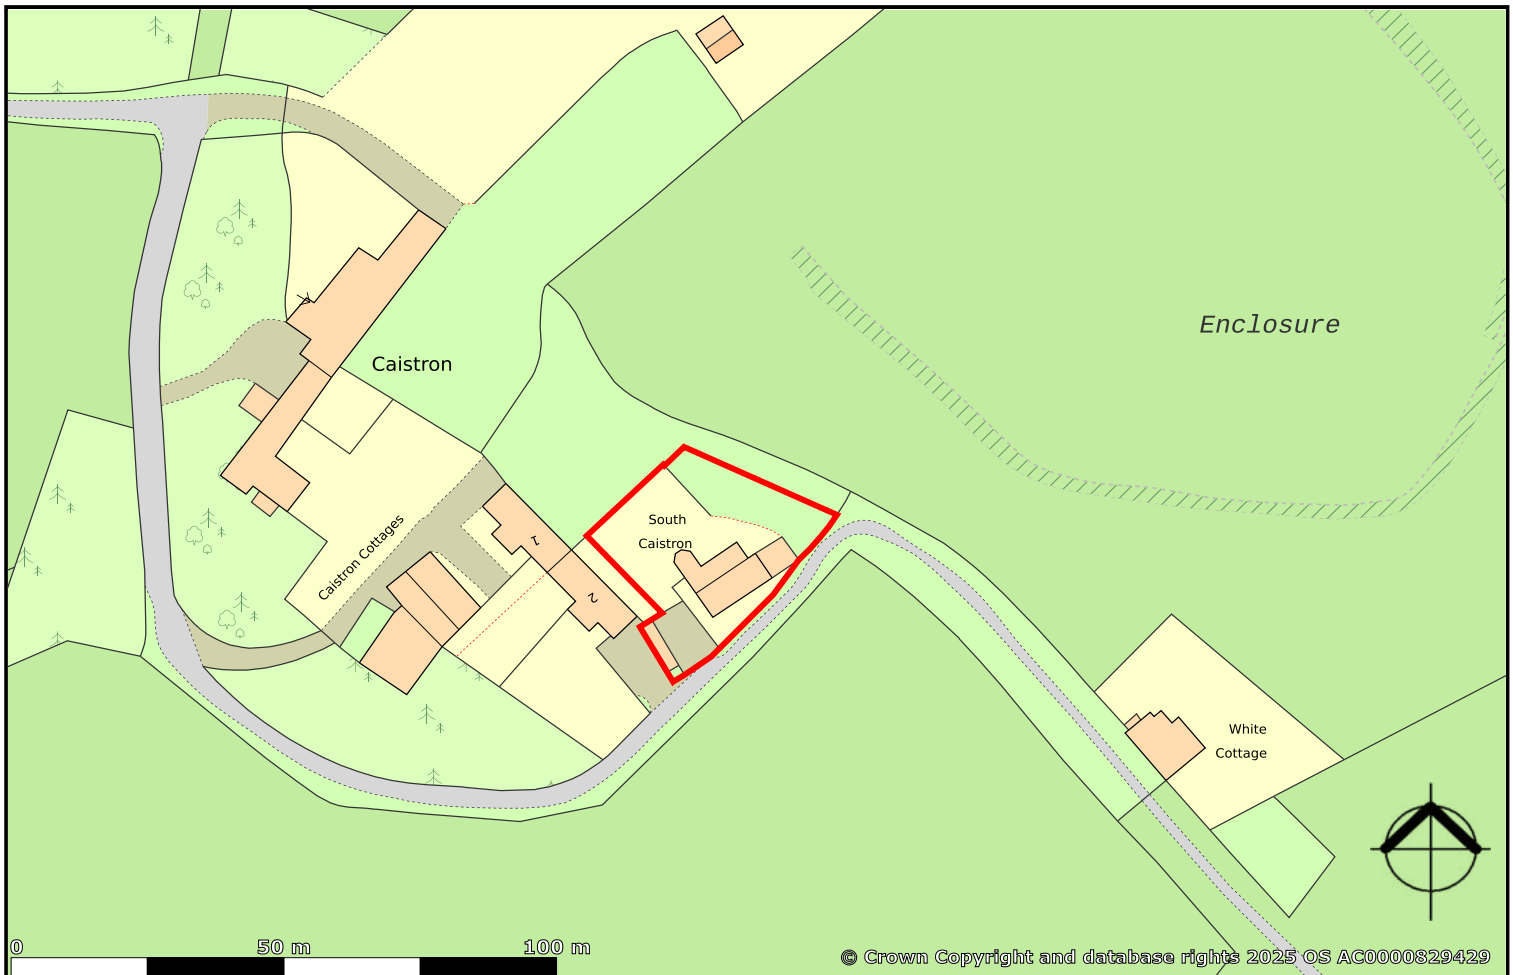 Enclosure
Caistron
South
Caistron
Caistron Cottages
1
2
White
Cottage
0
50 m
100 m
© Crown Copyright and database rights 2025 OS AC0000829429